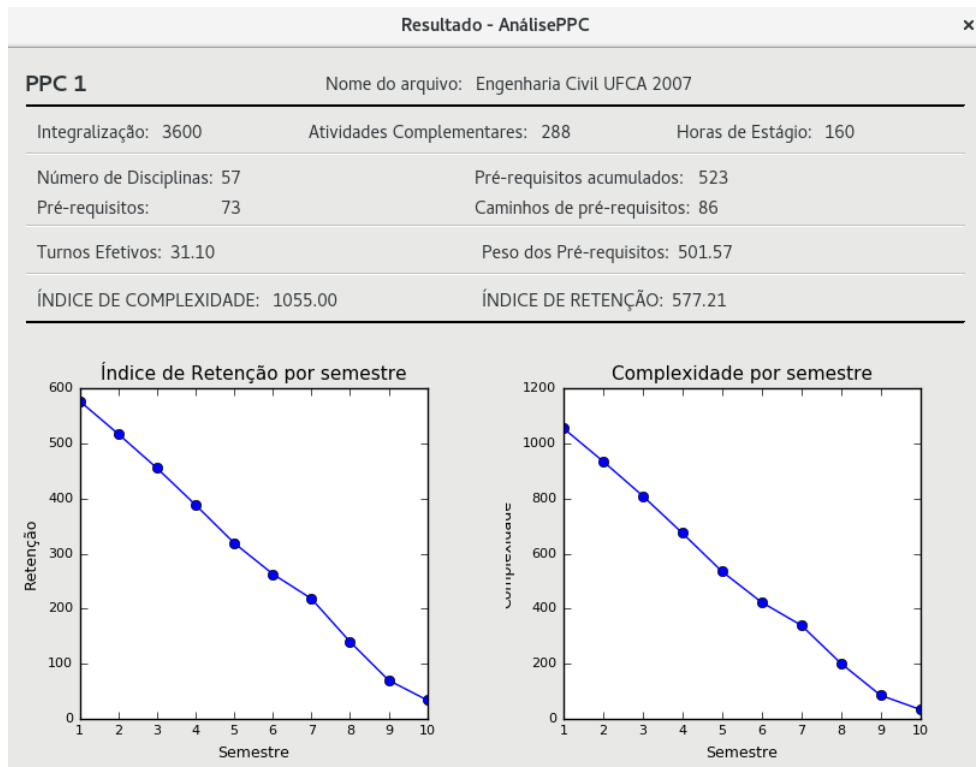 Resultado - AnálisePPC ×
PPC 1 Nome do arquivo: Engenharia Civil UFCA 2007
Integralização: 3600 Atividades Complementares: 288 Horas de Estágio: 160
Número de Disciplinas: 57 Pré-requisitos acumulados: 523
Pré-requisitos: 73 Caminhos de pré-requisitos: 86
Turnos Efetivos: 31.10 Peso dos Pré-requisitos: 501.57
ÍNDICE DE COMPLEXIDADE: 1055.00 ÍNDICE DE RETENÇÃO: 577.21
Índice de Retenção por semestre
600
500
400
300
200
100
0
Retenção
1 2 3 4 5 6 7 8 9 10
Semestre
Complexidade por semestre
1200
1000
800
600
400
200
0
Complexidade
1 2 3 4 5 6 7 8 9 10
Semestre